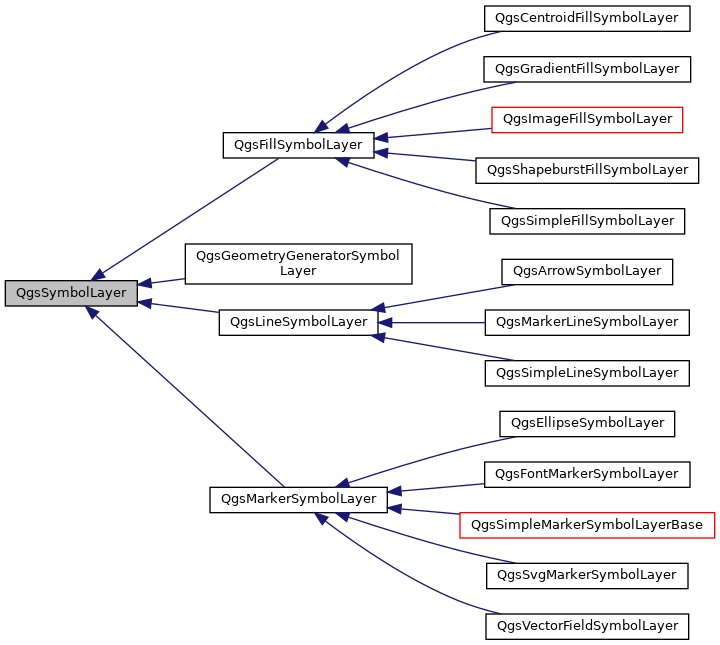 QgsCentroidFillSymbolLayer
QgsGradientFillSymbolLayer
QgsImageFillSymbolLayer
QgsFillSymbolLayer
QgsShapeburstFillSymbolLayer
QgsSimpleFillSymbolLayer
QgsGeometryGeneratorSymbol
Layer
QgsArrowSymbolLayer
QgsSymbolLayer
QgsLineSymbolLayer
QgsMarkerLineSymbolLayer
QgsSimpleLineSymbolLayer
QgsEllipseSymbolLayer
QgsFontMarkerSymbolLayer
QgsMarkerSymbolLayer
QgsSimpleMarkerSymbolLayerBase
QgsSvgMarkerSymbolLayer
QgsVectorFieldSymbolLayer